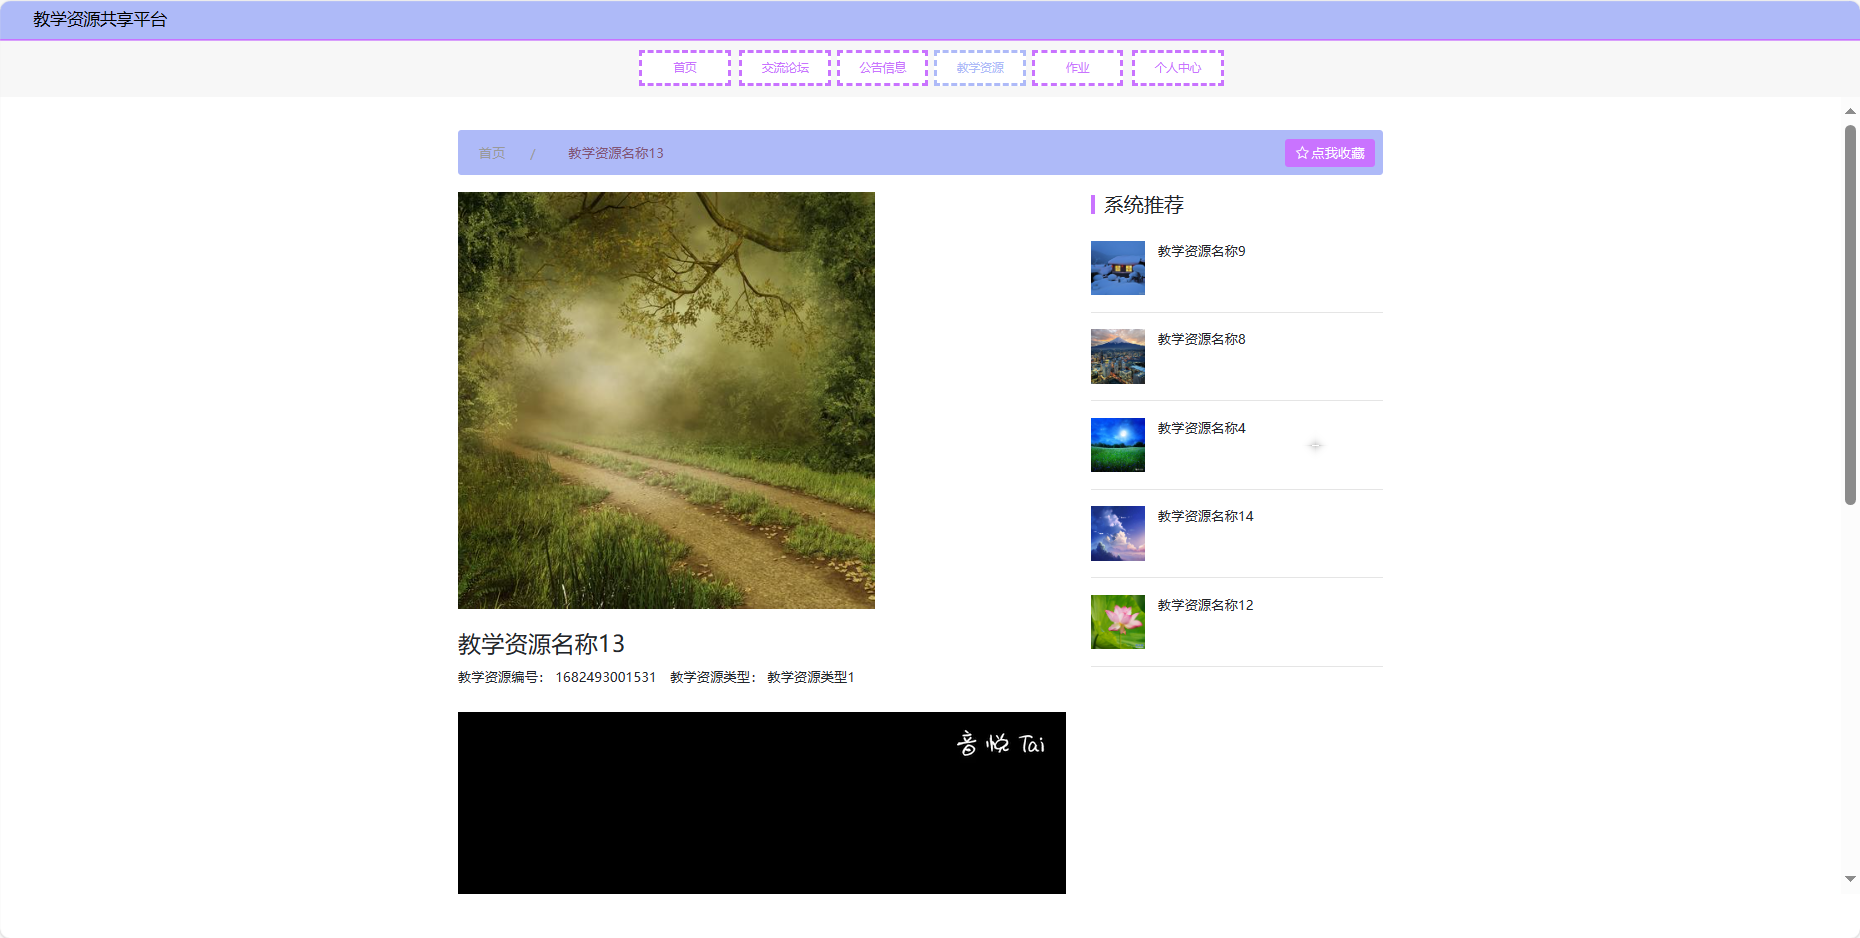 教学资源共享平台
首页 交流论坛 公告信息 教学资源 作业 个人中心
首页 / 教学资源名称13 点我收藏
系统推荐
教学资源名称9
教学资源名称8
教学资源名称4
教学资源名称14
教学资源名称12
教学资源名称13
教学资源编号： 1682493001531 教学资源类型： 教学资源类型1
音悦 Tai